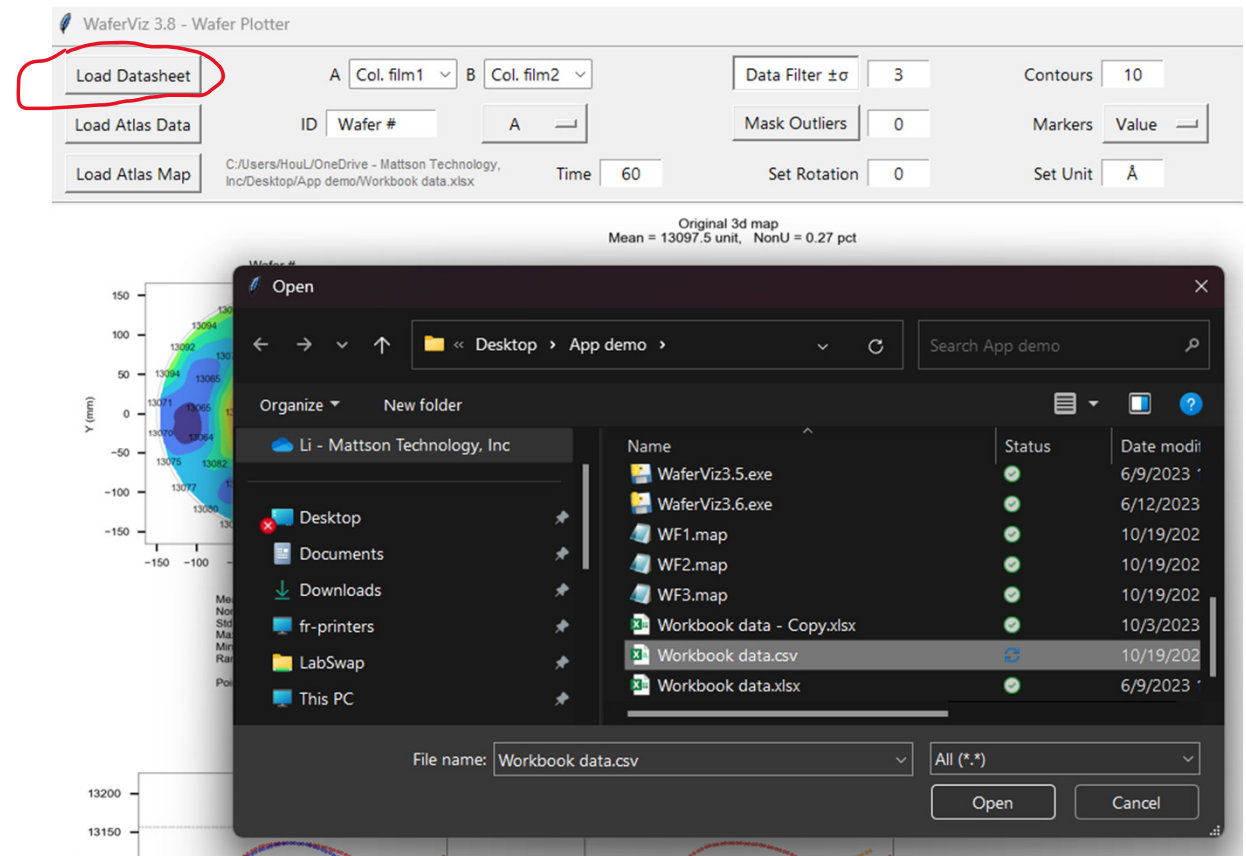 WaferViz 3.8 - Wafer Plotter
Load Datasheet A Col. film1 B Col. film2 Data Filter ±σ 3 Contours 10
Load Atlas Data ID Wafer # A Mask Outliers 0 Markers Value
Load Atlas Map C:/Users/HouL/OneDrive - Mattson Technology, Time 60 Set Rotation 0 Set Unit Å
Inc/Desktop/App demo/Workbook data.xlsx
Original 3d map
Mean = 13097.5 unit, NonU = 0.27 pct
Wafer #
Open
« Desktop › App demo ›
Search App demo
Organize
New folder
Li - Mattson Technology, Inc
Desktop
Documents
Downloads
fr-printers
LabSwap
This PC
Name Status Date modif
WaferViz3.5.exe 6/9/2023 1
WaferViz3.6.exe 6/12/2023
WF1.map 10/19/202
WF2.map 10/19/202
WF3.map 10/19/202
Workbook data - Copy.xlsx 10/3/2023
Workbook data.csv 10/19/202
Workbook data.xlsx 6/9/2023 1
File name: Workbook data.csv All (*.*)
Open Cancel
Y (mm)
150
100
50
0
−50
−100
−150
−150 −100
13094
13092
13094 13065
13071 13065
13070 13064
13075 13082
13077
13080
Poi
13200
13150